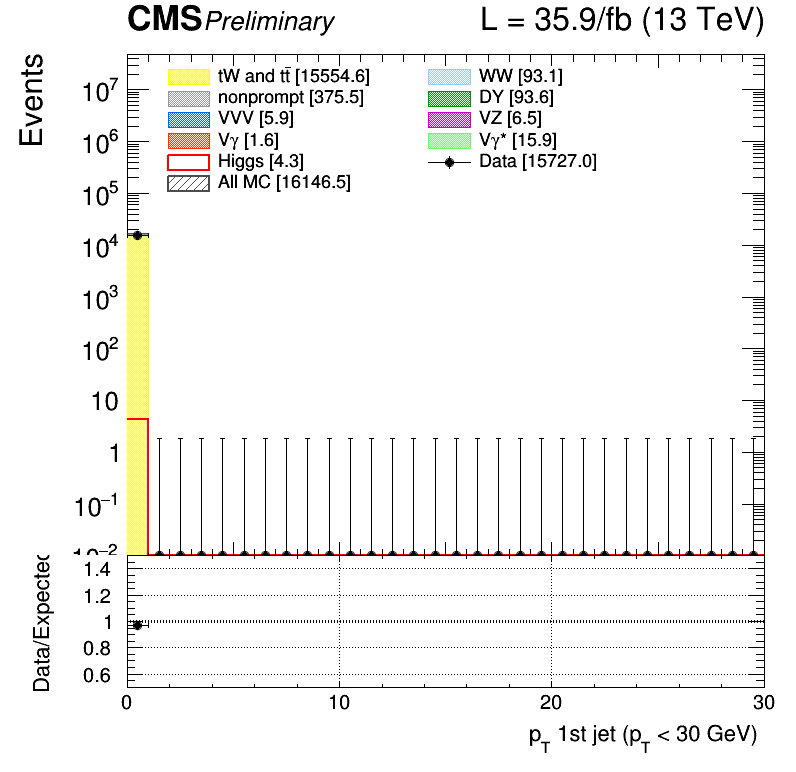 CMS Preliminary L = 35.9/fb (13 TeV)
Events
tW and tt̄ [15554.6] WW [93.1]
nonprompt [375.5] DY [93.6]
VVV [5.9] VZ [6.5]
Vγ [1.6] Vγ* [15.9]
Higgs [4.3] Data [15727.0]
All MC [16146.5]
10⁷
10⁶
10⁵
10⁴
10³
10²
10
1
10⁻¹
10⁻²
Data/Expected
1.4
1.2
1
0.8
0.6
0 10 20 30
p_T 1st jet (p_T < 30 GeV)